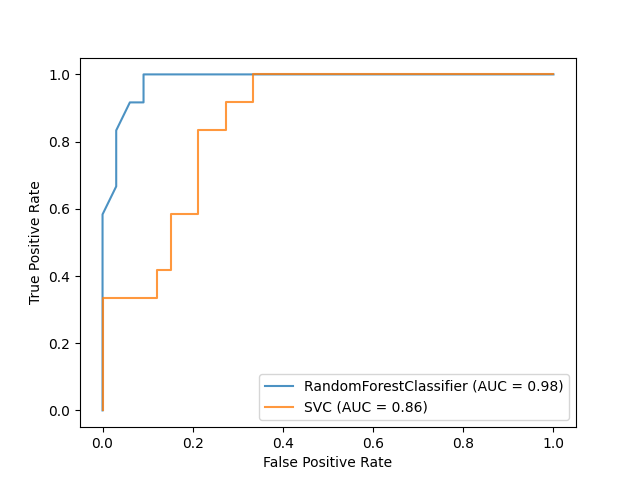 1.0
0.8
0.6
0.4
0.2
0.0
True Positive Rate
RandomForestClassifier (AUC = 0.98)
SVC (AUC = 0.86)
0.0 0.2 0.4 0.6 0.8 1.0
False Positive Rate